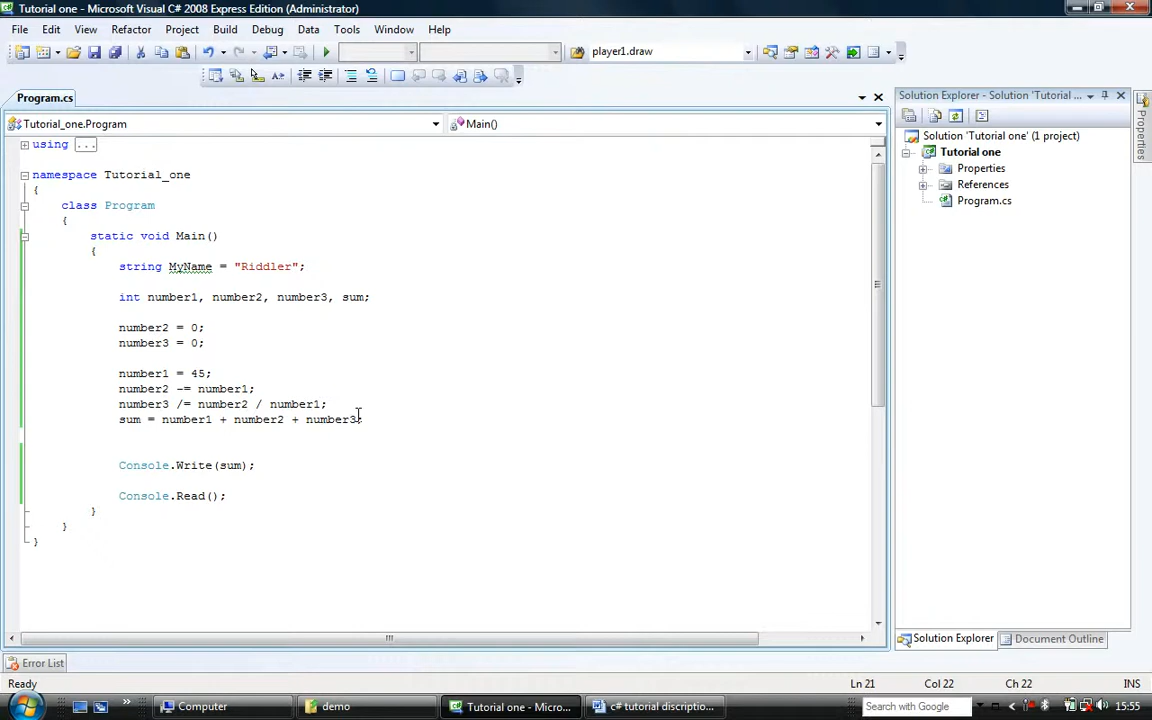 Tutorial one - Microsoft Visual C# 2008 Express Edition (Administrator)
File Edit View Refactor Project Build Debug Data Tools Window Help
player1.draw
Program.cs
Solution Explorer - Solution 'Tutorial ...
Tutorial_one.Program Main()
Properties
using ...
namespace Tutorial_one
{
class Program
{
static void Main()
{
string MyName = "Riddler";
int number1, number2, number3, sum;
number2 = 0;
number3 = 0;
number1 = 45;
number2 -= number1;
number3 /= number2 / number1;
sum = number1 + number2 + number3;
Console.Write(sum);
Console.Read();
}
}
}
Solution 'Tutorial one' (1 project)
Tutorial one
Properties
References
Program.cs
Solution Explorer Document Outline
Error List
Ready Ln 21 Col 22 Ch 22 INS
Computer demo Tutorial one - Micro... c# tutorial discriptio... Search with Google 15:55